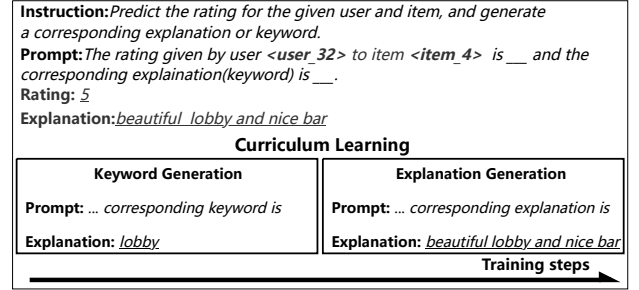 Instruction:Predict the rating for the given user and item, and generate
a corresponding explanation or keyword.
Prompt:The rating given by user <user_32> to item <item_4> is __ and the
corresponding explaination(keyword) is __.
Rating: 5
Explanation:beautiful lobby and nice bar
Curriculum Learning
Keyword Generation
Prompt: ... corresponding keyword is
Explanation: lobby
Explanation Generation
Prompt: ... corresponding explanation is
Explanation: beautiful lobby and nice bar
Training steps